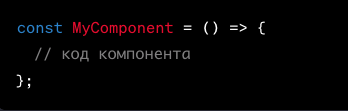 const MyComponent = () => {
  // код компонента
};